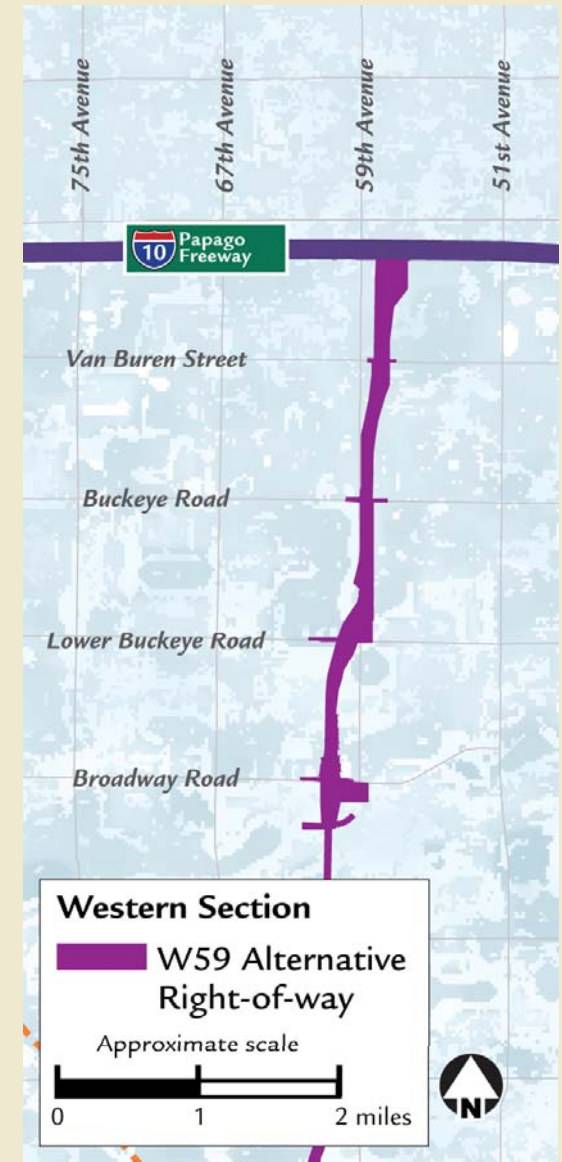 75th Avenue
67th Avenue
59th Avenue
51st Avenue
10
Papago
Freeway
Van Buren Street
Buckeye Road
Lower Buckeye Road
Broadway Road
Western Section
W59 Alternative
Right-of-way
Approximate scale
0 1 2 miles
N